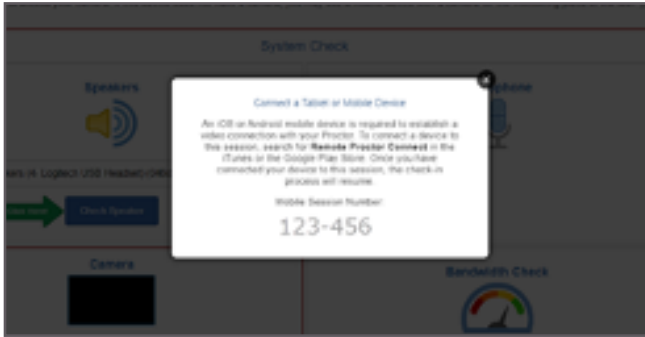 System Check
Speakers
Connect a Tablet or Mobile Device
An iOS or Android mobile device is required to establish a
video connection with your Proctor. To connect a device to
this session, search for Remote Proctor Connect in the
iTunes or the Google Play Store. Once you have
connected your device to this session, the check-in
process will resume.
Mobile Session Number:
123-456
Logitech USB Headset
Check Speaker
Camera
Bandwidth Check